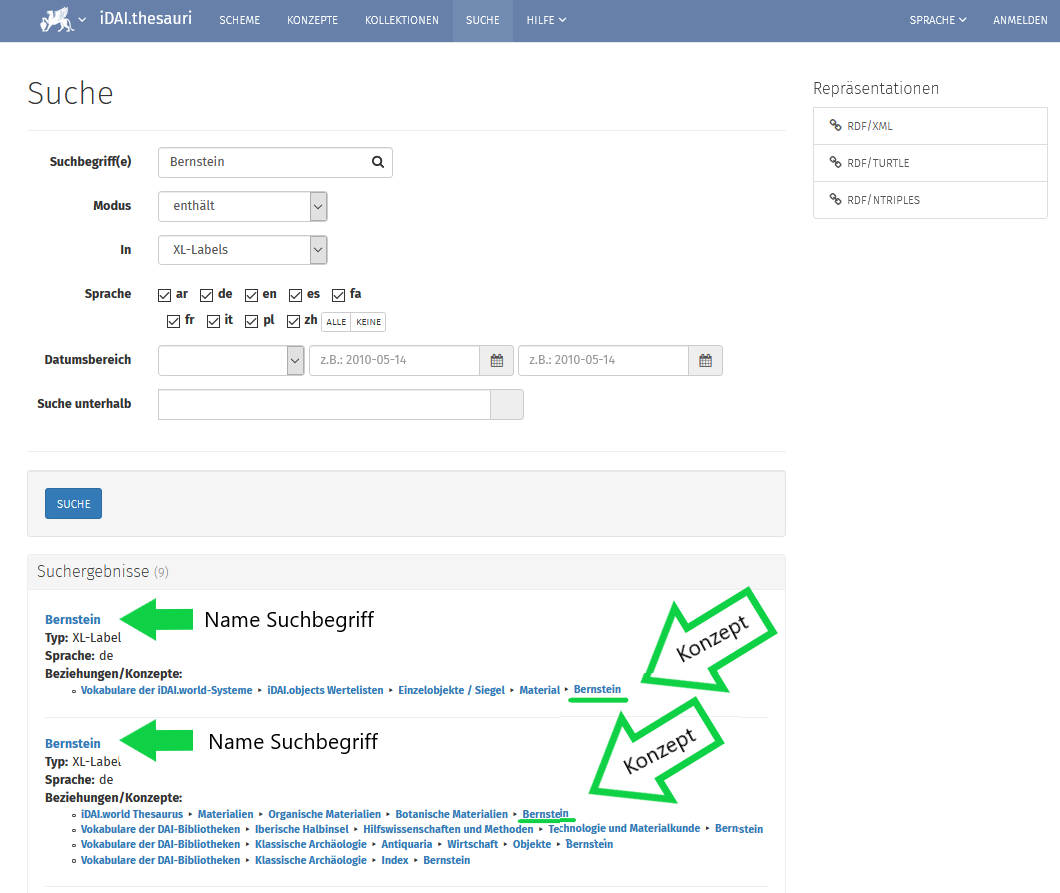 iDAI.thesauri SCHEME KONZEPTE KOLLEKTIONEN SUCHE HILFE SPRACHE ANMELDEN
Suche
Repräsentationen
RDF/XML
RDF/TURTLE
RDF/NTRIPLES
Suchbegriff(e) Bernstein
Modus enthält
In XL-Labels
Sprache ar de en es fa
fr it pl zh ALLE KEINE
Datumsbereich z.B.: 2010-05-14 z.B.: 2010-05-14
Suche unterhalb
SUCHE
Suchergebnisse (9)
Bernstein Name Suchbegriff
Typ: XL-Label
Sprache: de
Beziehungen/Konzepte:
Vokabulare der iDAI.world-Systeme ‣ iDAI.objects Wertelisten ‣ Einzelobjekte / Siegel ‣ Material ‣ Bernstein
Konzept
Bernstein Name Suchbegriff
Typ: XL-Label
Sprache: de
Beziehungen/Konzepte:
iDAI.world Thesaurus ‣ Materialien ‣ Organische Materialien ‣ Botanische Materialien ‣ Bernstein
Konzept
Vokabulare der DAI-Bibliotheken ‣ Iberische Halbinsel ‣ Hilfswissenschaften und Methoden ‣ Technologie und Materialkunde ‣ Bernstein
Vokabulare der DAI-Bibliotheken ‣ Klassische Archäologie ‣ Antiquaria ‣ Wirtschaft ‣ Objekte ‣ Bernstein
Vokabulare der DAI-Bibliotheken ‣ Klassische Archäologie ‣ Index ‣ Bernstein